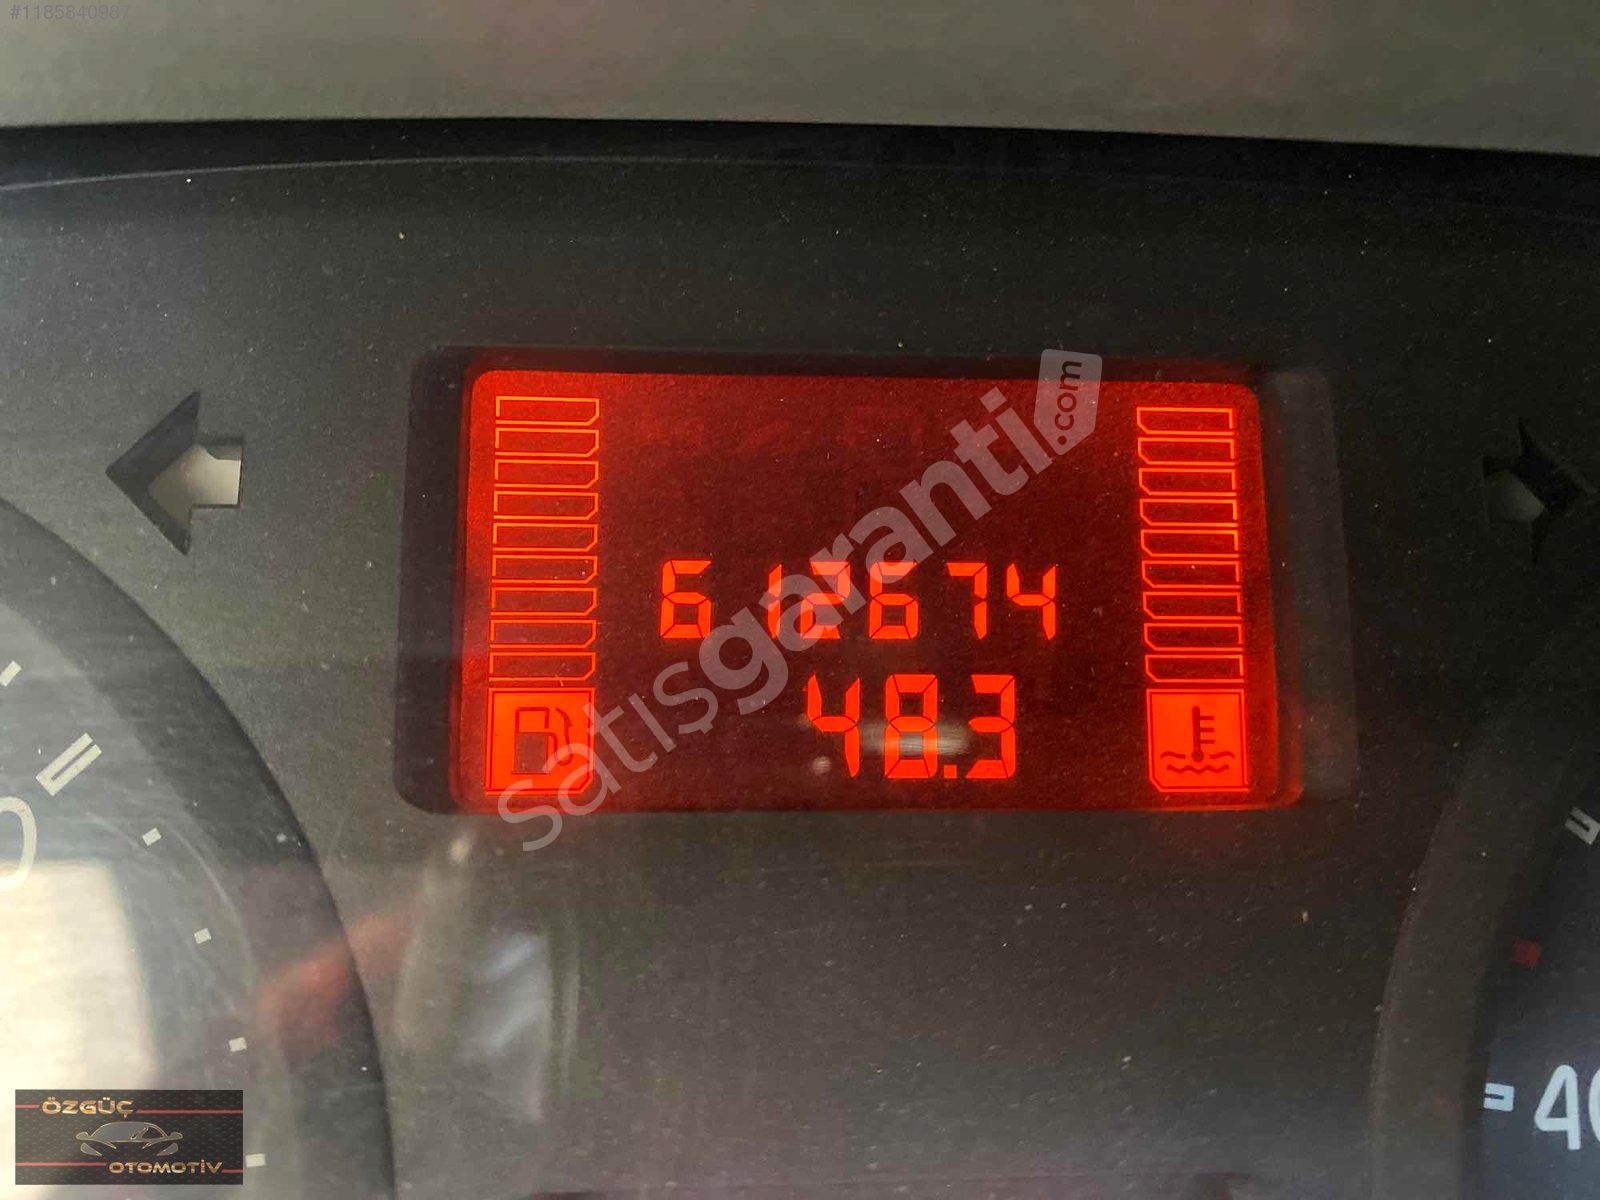 #1185840987
612674
48.3
satışgaranti.com
40
ÖZGÜÇ
OTOMOTİV